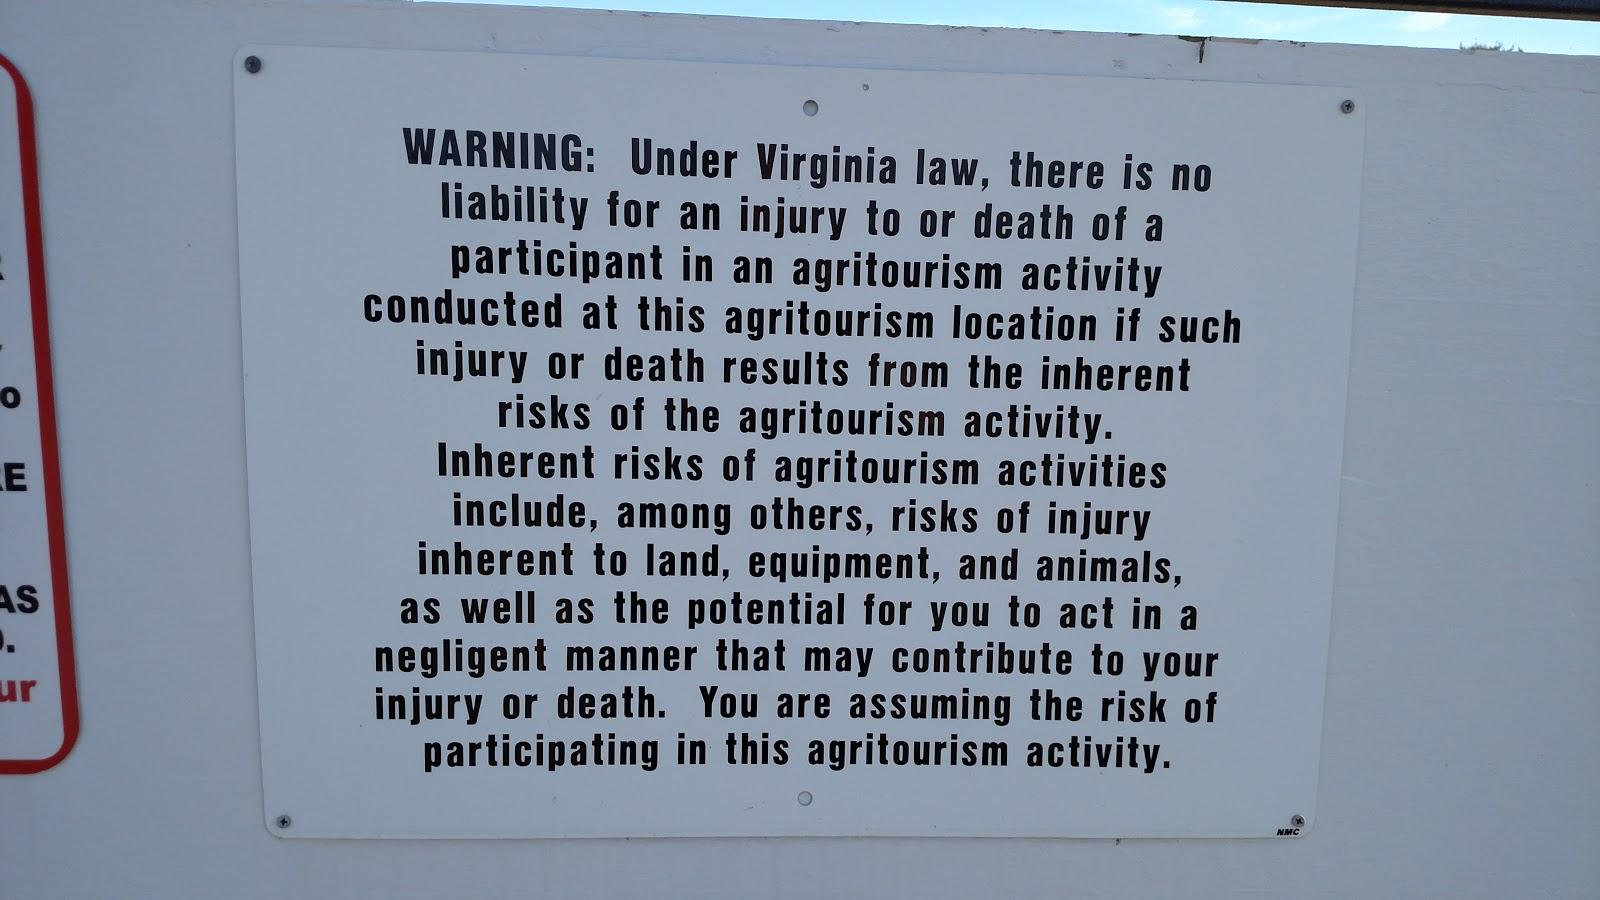 WARNING: Under Virginia law, there is no
liability for an injury to or death of a
participant in an agritourism activity
conducted at this agritourism location if such
injury or death results from the inherent
risks of the agritourism activity.
Inherent risks of agritourism activities
include, among others, risks of injury
inherent to land, equipment, and animals,
as well as the potential for you to act in a
negligent manner that may contribute to your
injury or death. You are assuming the risk of
participating in this agritourism activity.
NMC